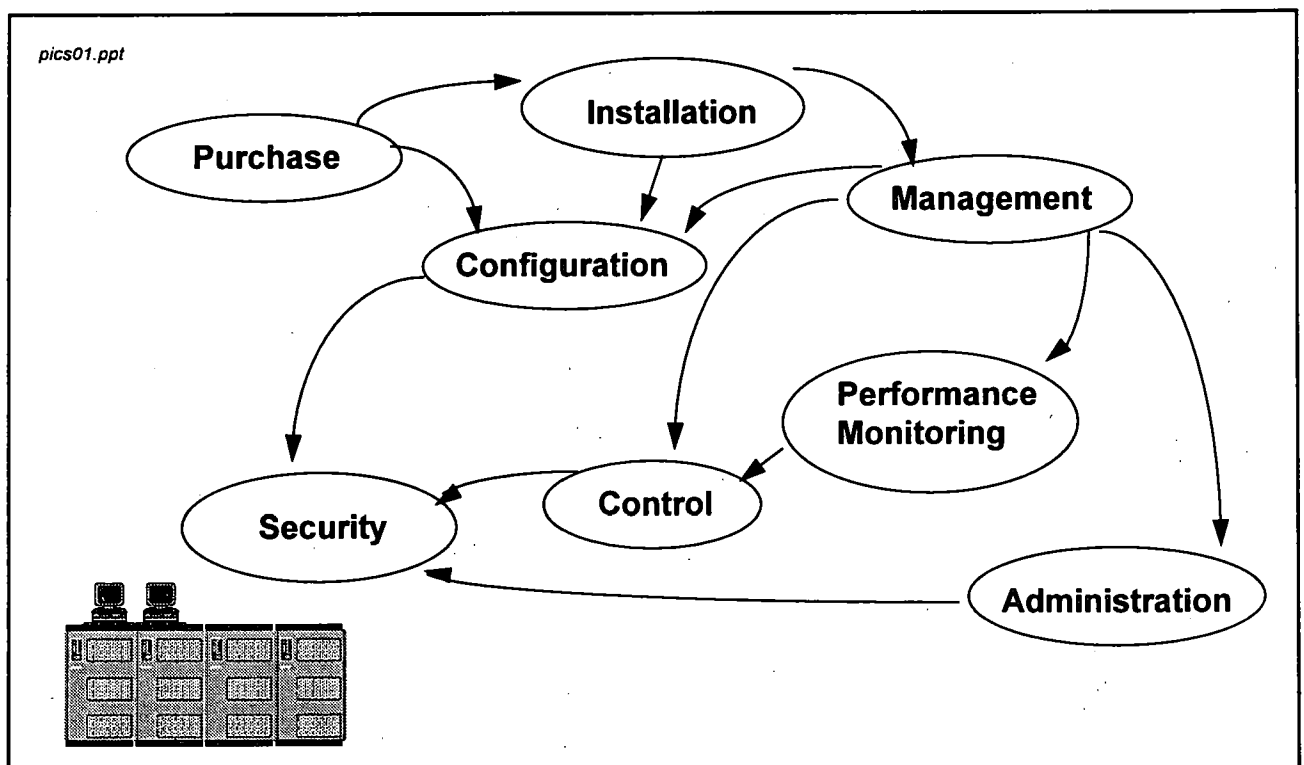 pics01.ppt
Installation
Purchase
Management
Configuration
Performance
Monitoring
Control
Security
Administration